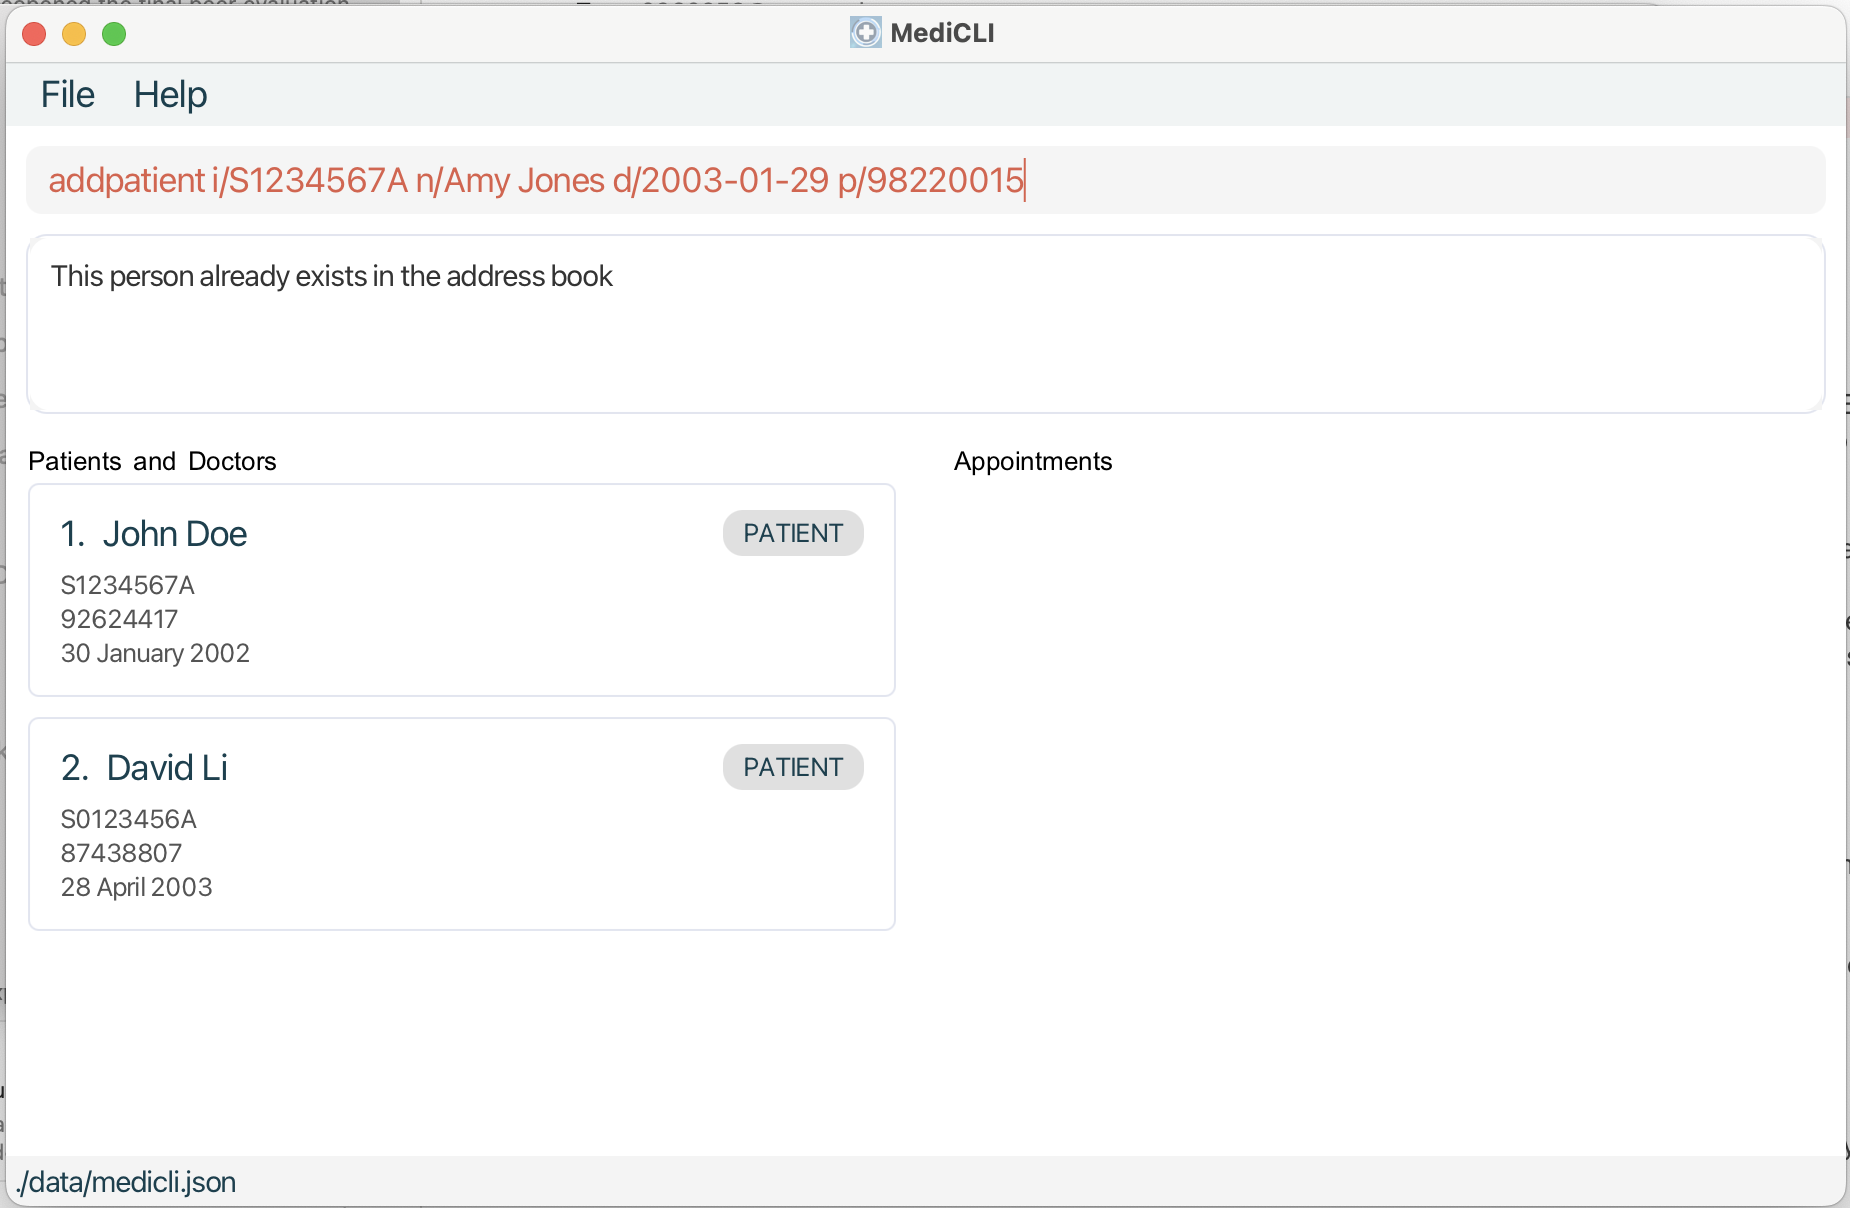 MediCLI
File Help
addpatient i/S1234567A n/Amy Jones d/2003-01-29 p/98220015
This person already exists in the address book
Patients and Doctors
Appointments
1. John Doe
PATIENT
S1234567A
92624417
30 January 2002
2. David Li
PATIENT
S0123456A
87438807
28 April 2003
./data/medicli.json